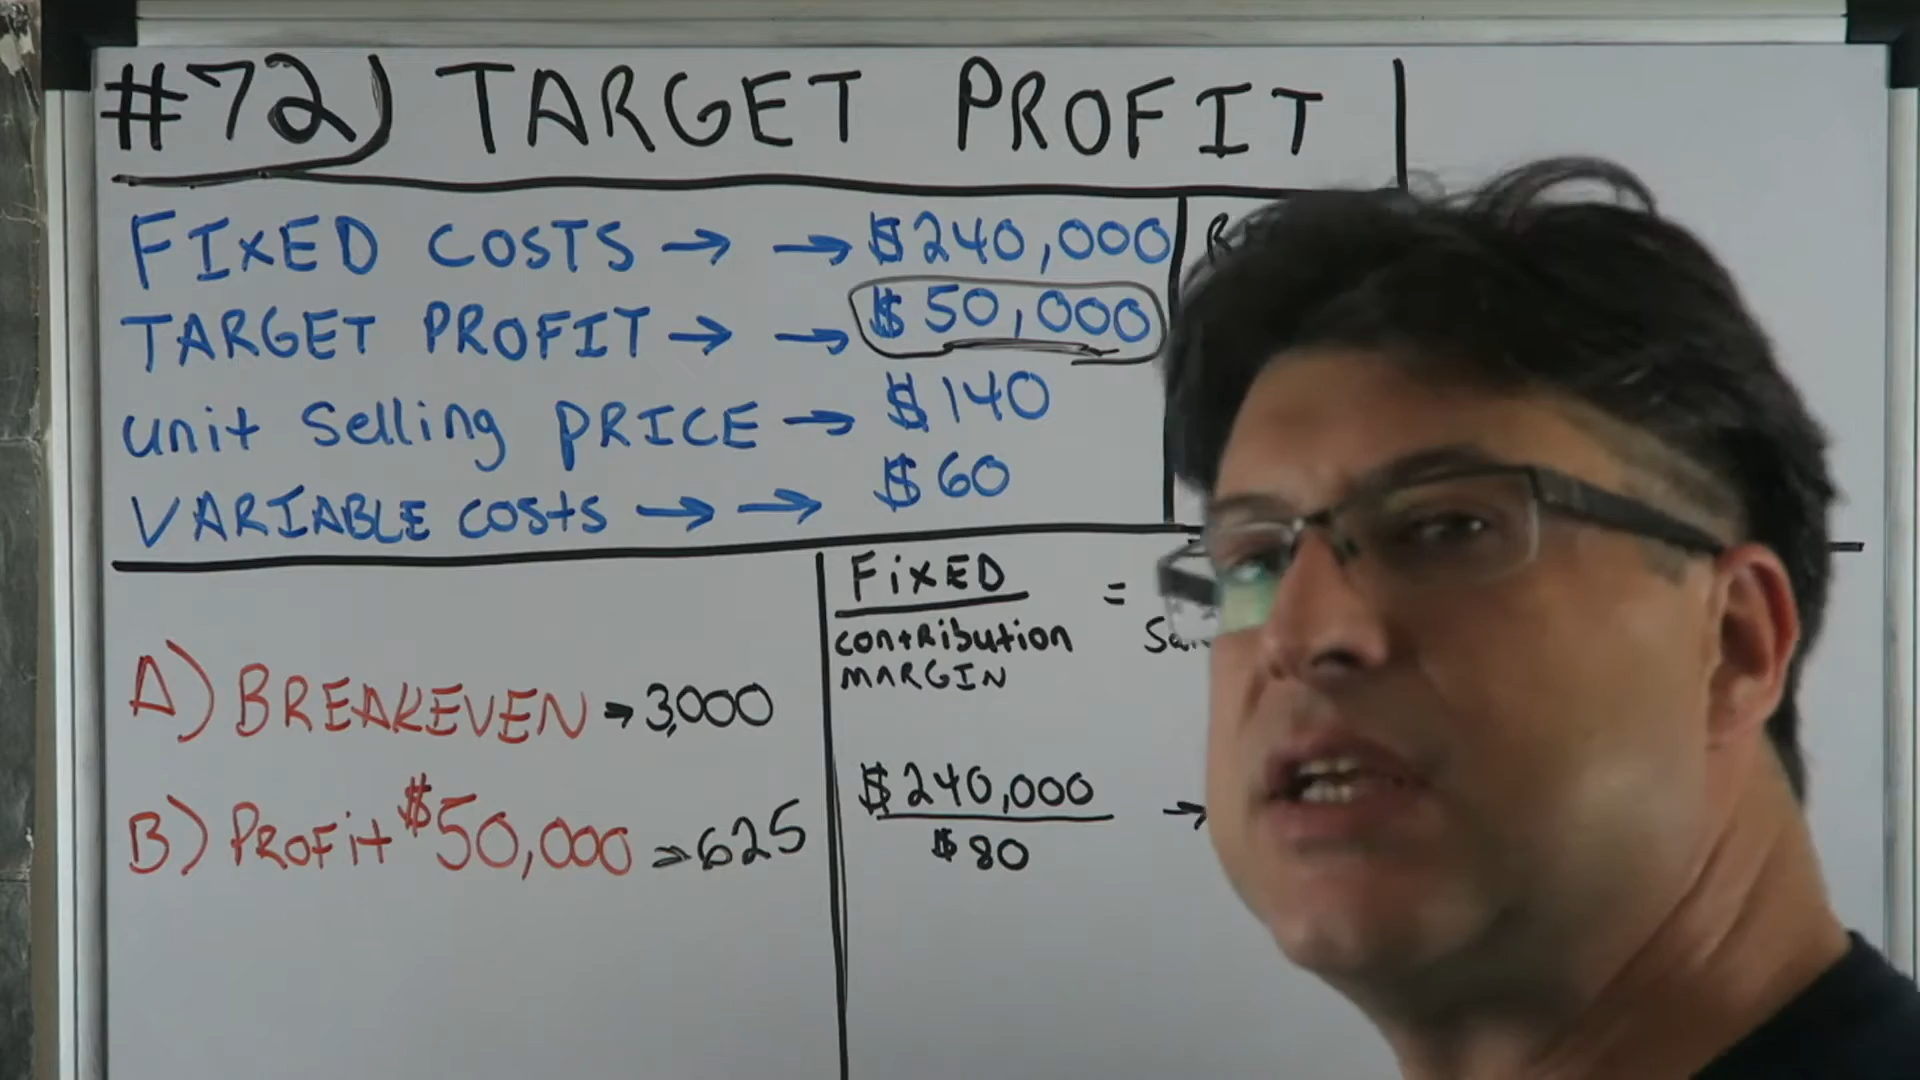 #72) TARGET PROFIT
FIXED COSTS → → $240,000
TARGET PROFIT → → $50,000
unit selling PRICE → $140
VARIABLE COSTS → → $60
A) BREAKEVEN → 3,000
B) PROFit $50,000 → 625
FiXED
=
contRibution
MARGIN
$240,000
→
$80